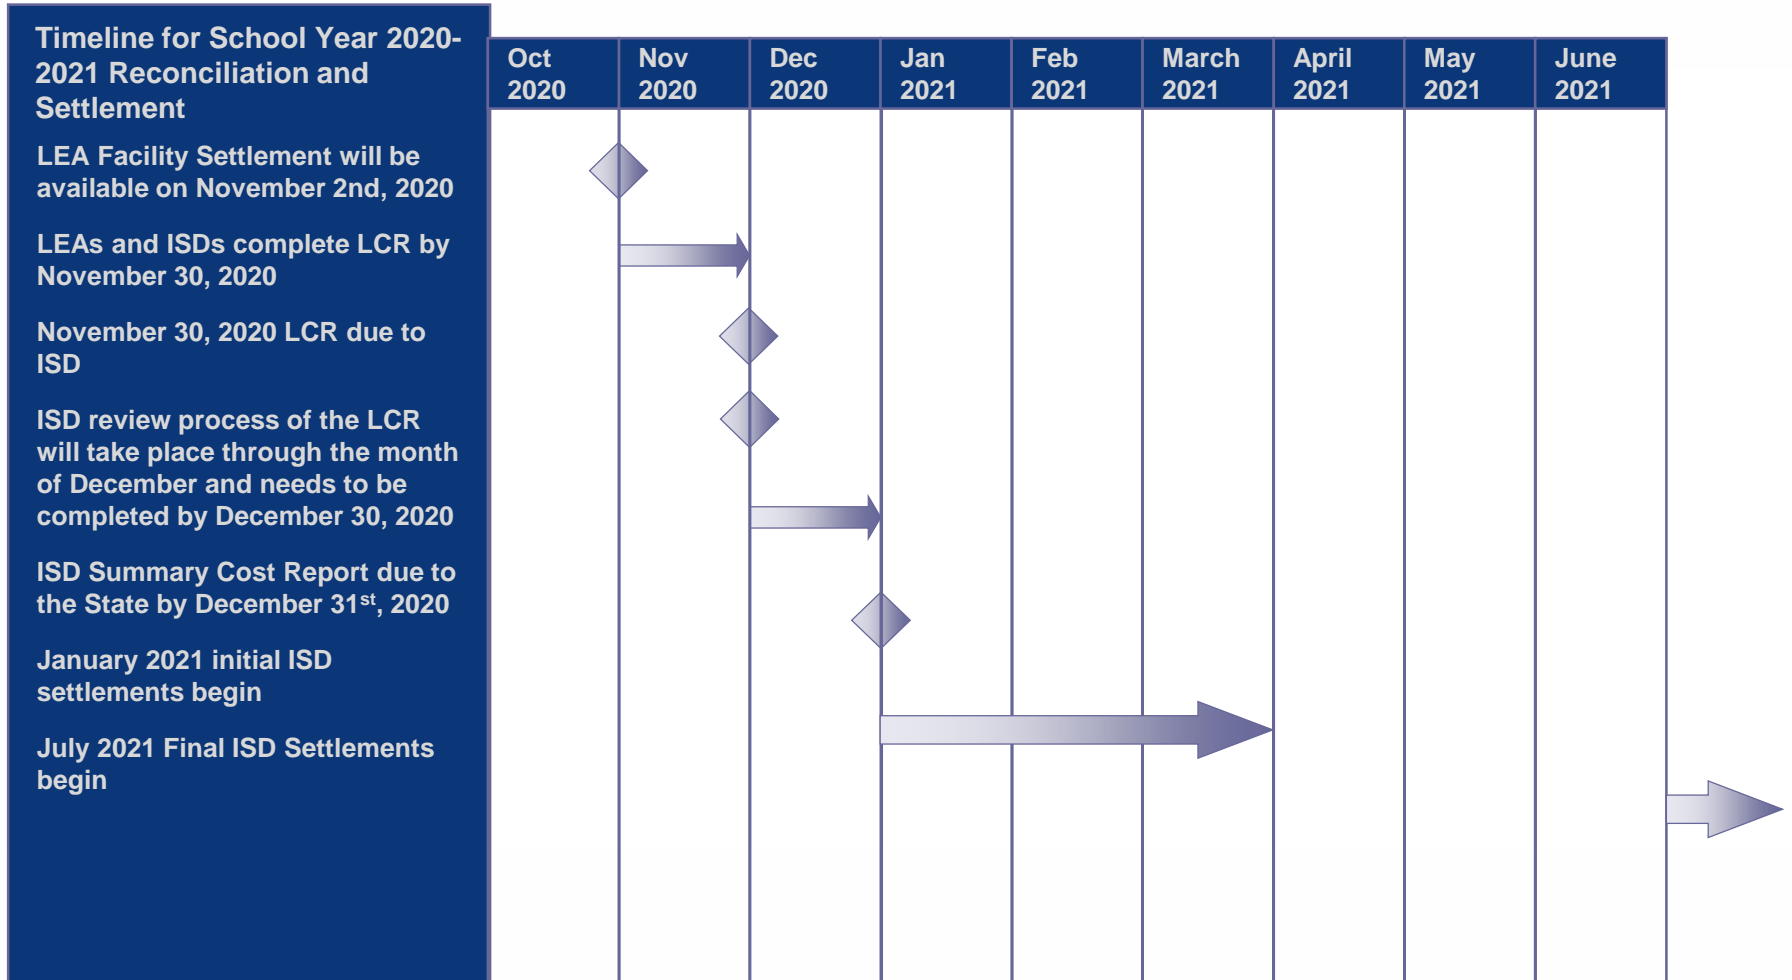 Timeline for School Year 2020-
2021 Reconciliation and
Settlement
Oct
2020
Nov
2020
Dec
2020
Jan
2021
Feb
2021
March
2021
April
2021
May
2021
June
2021
LEA Facility Settlement will be
available on November 2nd, 2020
LEAs and ISDs complete LCR by
November 30, 2020
November 30, 2020 LCR due to
ISD
ISD review process of the LCR
will take place through the month
of December and needs to be
completed by December 30, 2020
ISD Summary Cost Report due to
the State by December 31st, 2020
January 2021 initial ISD
settlements begin
July 2021 Final ISD Settlements
begin